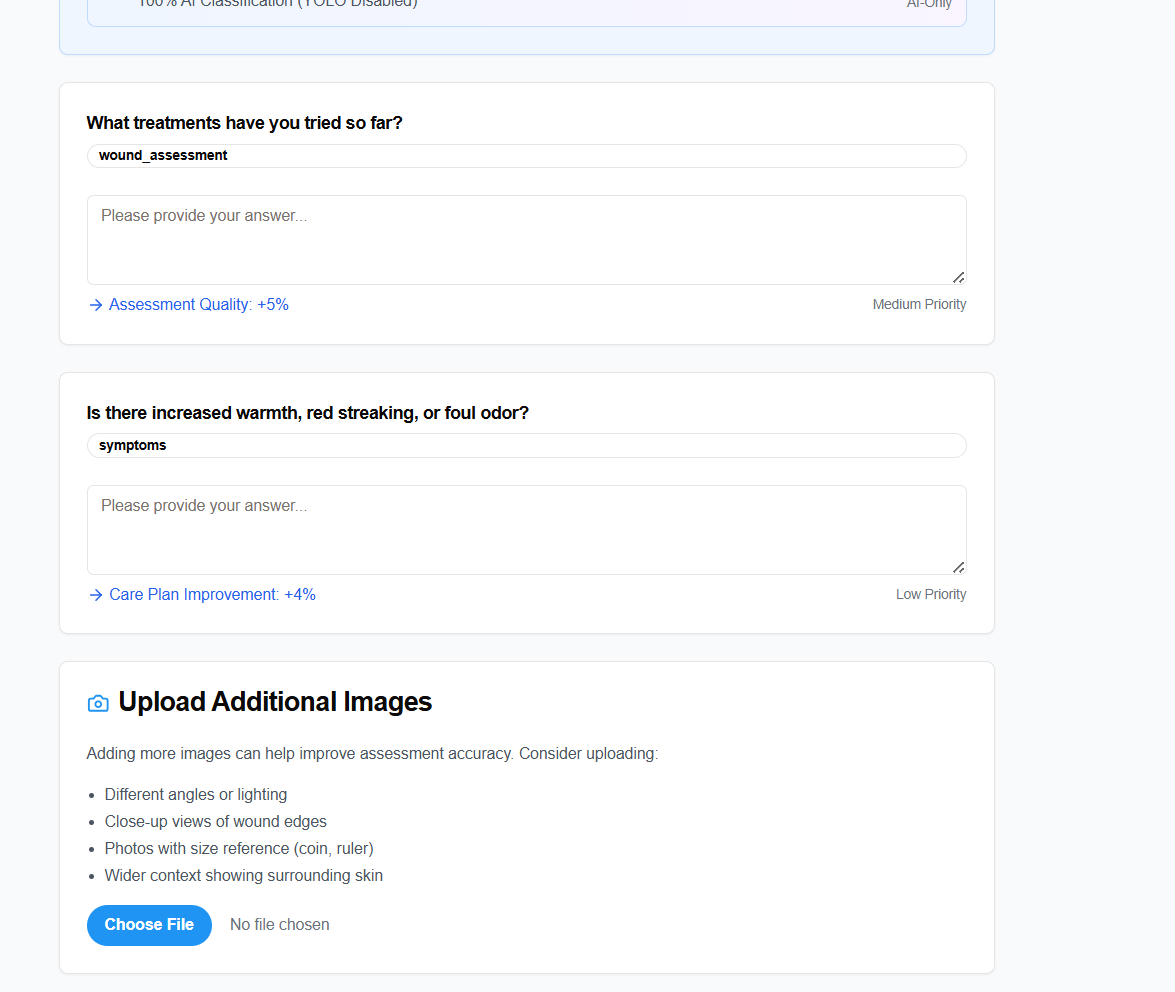 100% AI Classification (YOLO Disabled)
AI-Only
What treatments have you tried so far?
wound_assessment
Please provide your answer...
→ Assessment Quality: +5%
Medium Priority
Is there increased warmth, red streaking, or foul odor?
symptoms
Please provide your answer...
→ Care Plan Improvement: +4%
Low Priority
Upload Additional Images
Adding more images can help improve assessment accuracy. Consider uploading:
• Different angles or lighting
• Close-up views of wound edges
• Photos with size reference (coin, ruler)
• Wider context showing surrounding skin
Choose File No file chosen